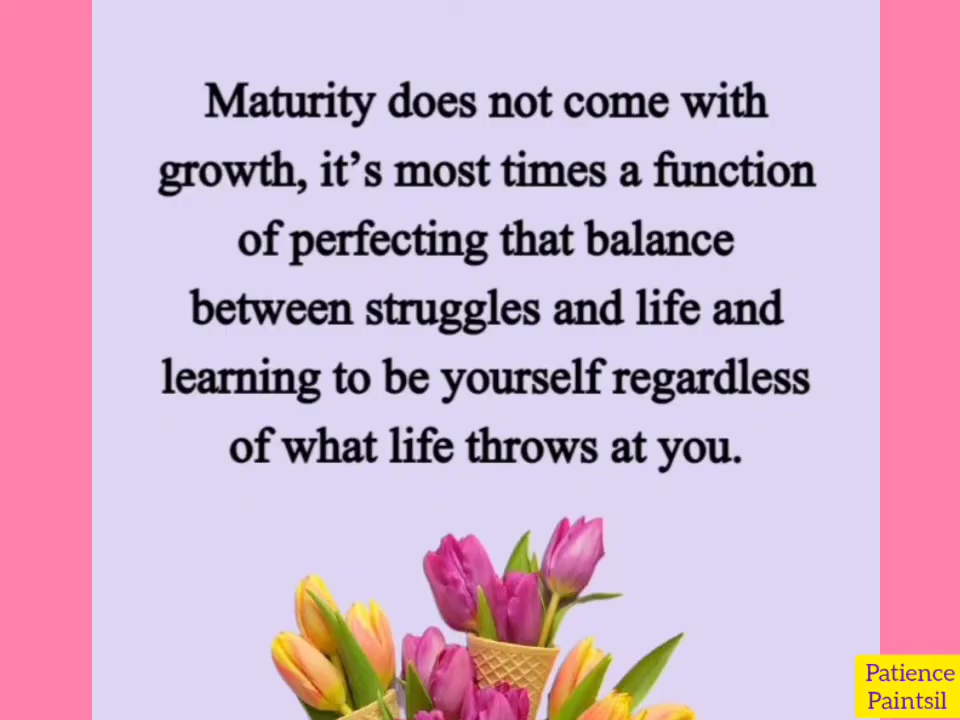 Maturity does not come with
growth, it’s most times a function
of perfecting that balance
between struggles and life and
learning to be yourself regardless
of what life throws at you.
Patience
Paintsil